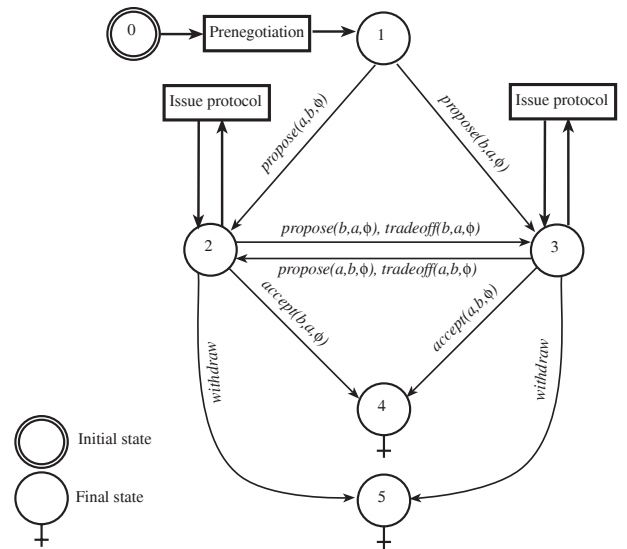 0
Prenegotiation
1
Issue protocol
Issue protocol
propose(a,b,ϕ)
propose(b,a,ϕ)
2
propose(b,a,ϕ), tradeoff(b,a,ϕ)
3
propose(a,b,ϕ), tradeoff(a,b,ϕ)
accept(b,a,ϕ)
accept(a,b,ϕ)
withdraw
withdraw
4
Initial state
5
Final state